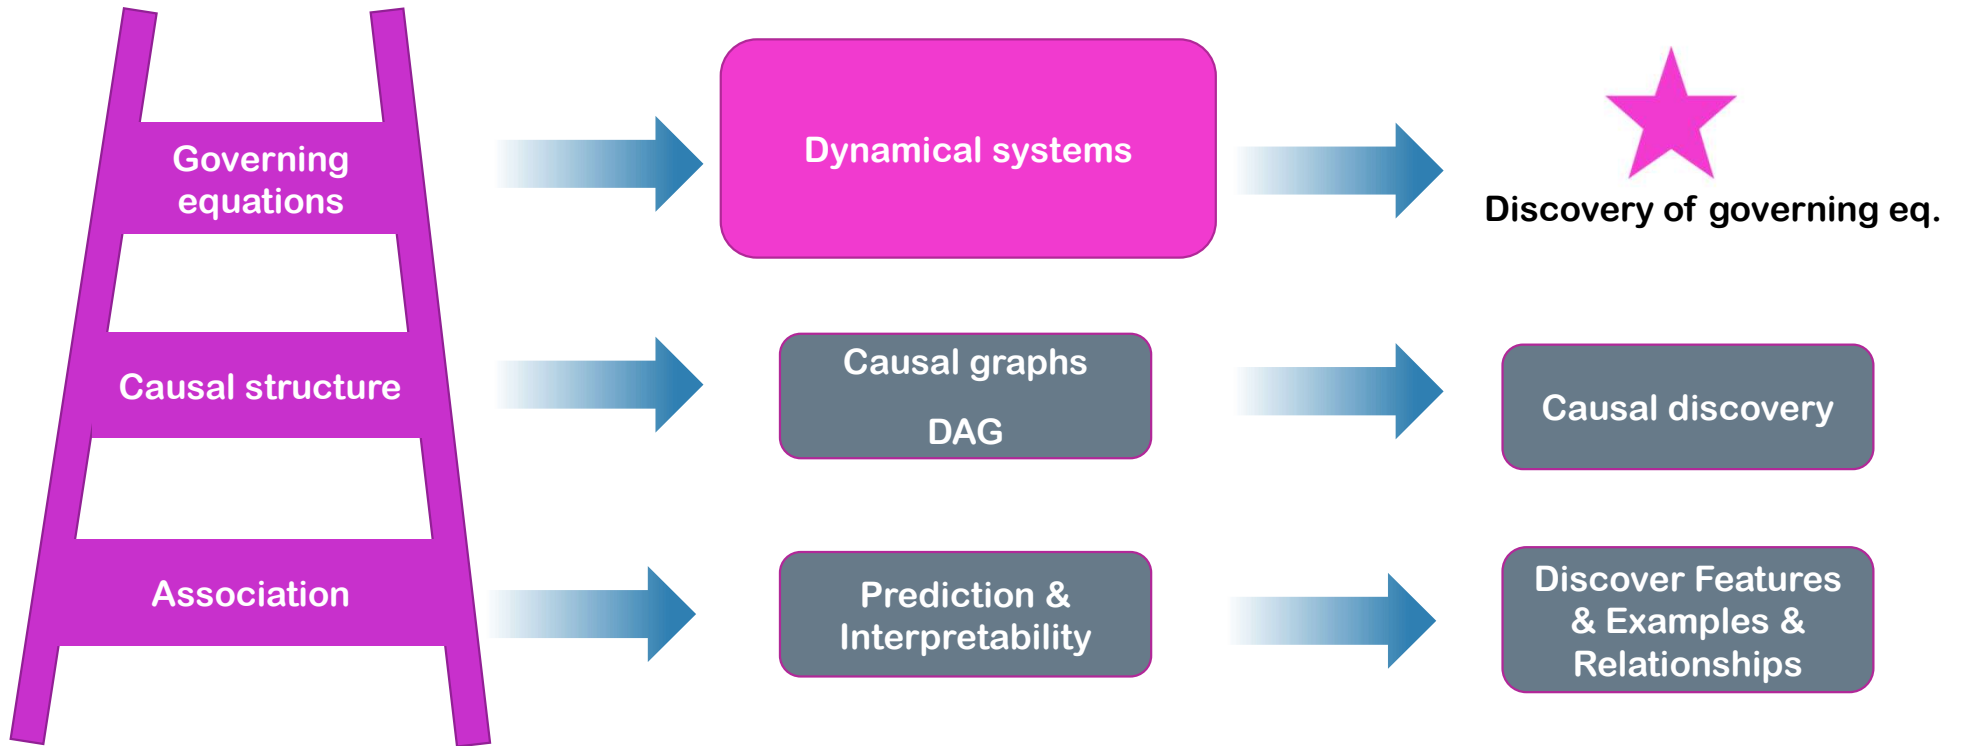 Governing
equations
Dynamical systems
Discovery of governing eq.
Causal structure
Causal graphs
DAG
Causal discovery
Association
Prediction &
Interpretability
Discover Features
& Examples &
Relationships